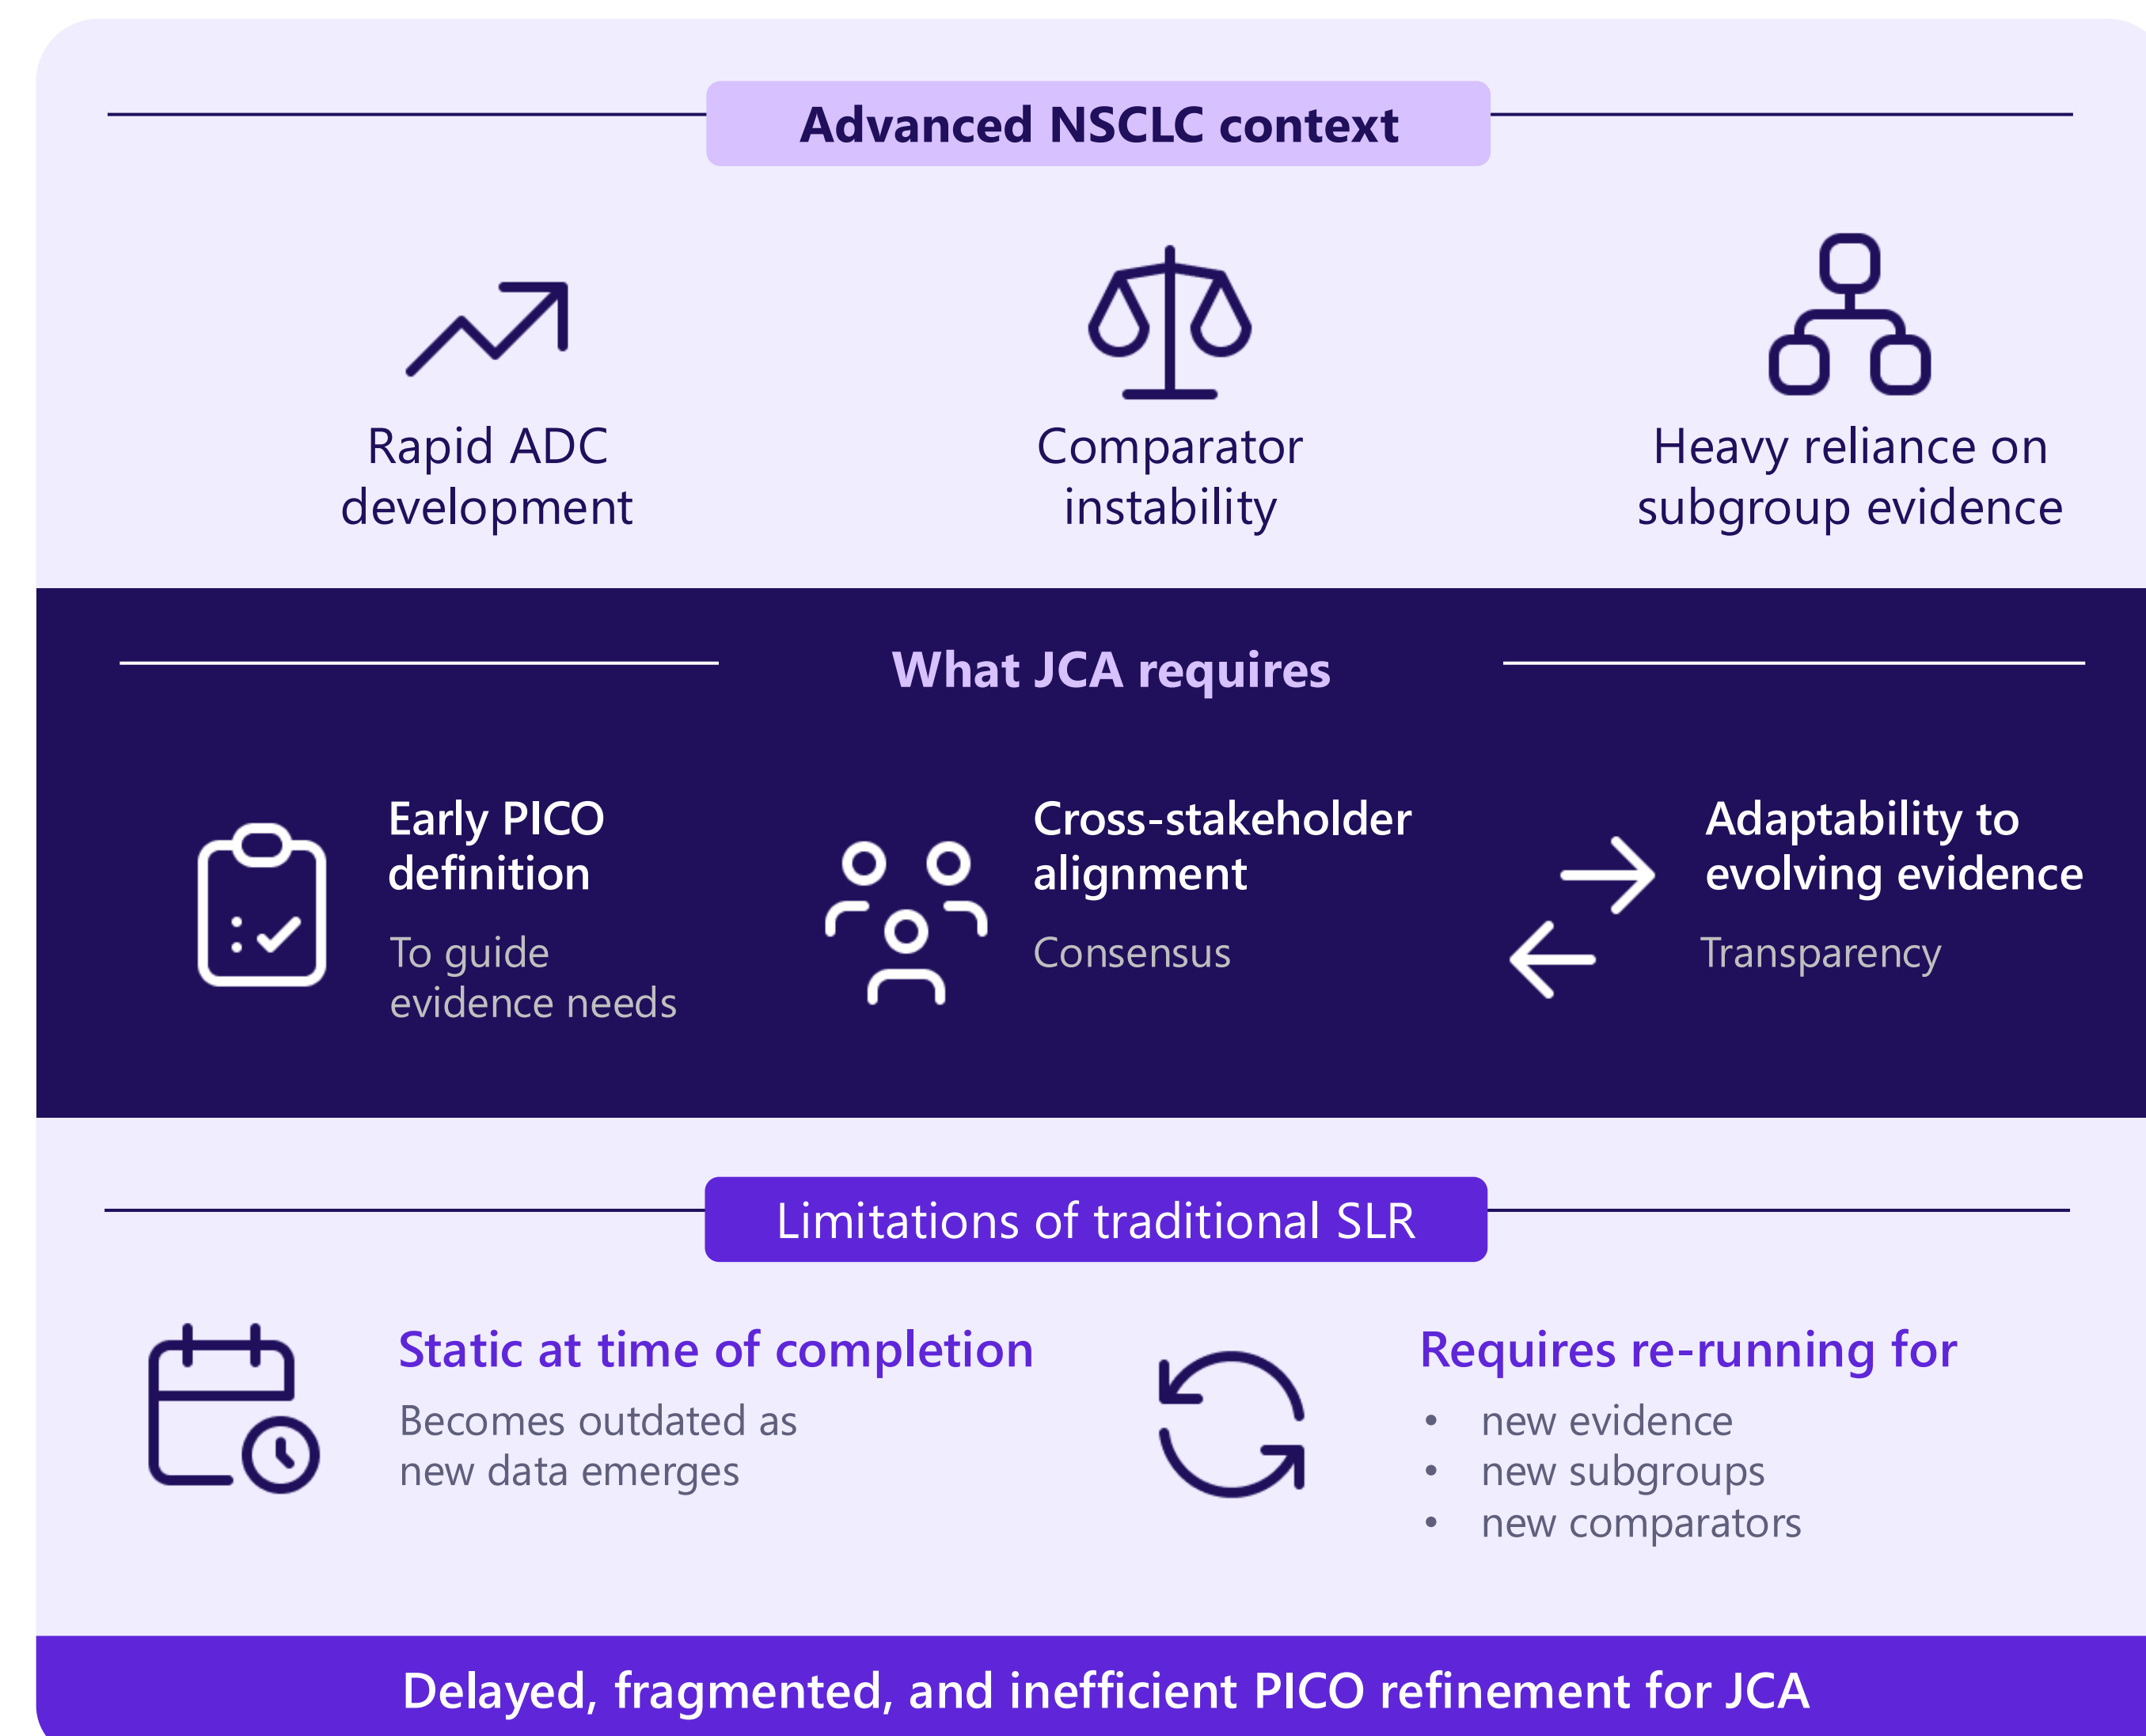 Advanced NSCLC context
Rapid ADC
development
Comparator
instability
Heavy reliance on
subgroup evidence
What JCA requires
Early PICO
definition
To guide
evidence needs
Cross-stakeholder
alignment
Consensus
Adaptability to
evolving evidence
Transparency
Limitations of traditional SLR
Static at time of completion
Becomes outdated as
new data emerges
Requires re-running for
• new evidence
• new subgroups
• new comparators
Delayed, fragmented, and inefficient PICO refinement for JCA